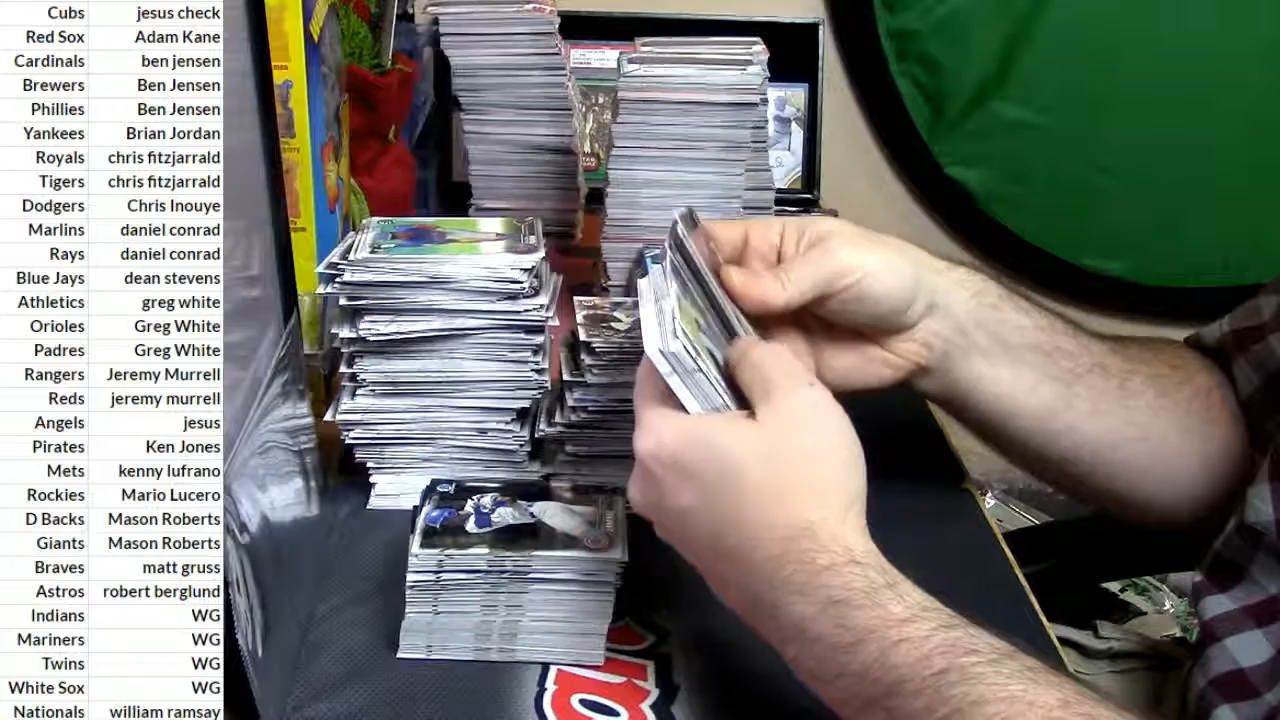 Cubs jesus check
Red Sox Adam Kane
Cardinals ben jensen
Brewers Ben Jensen
Phillies Ben Jensen
Yankees Brian Jordan
Royals chris fitzjarrald
Tigers chris fitzjarrald
Dodgers Chris Inouye
Marlins daniel conrad
Rays daniel conrad
Blue Jays dean stevens
Athletics greg white
Orioles Greg White
Padres Greg White
Rangers Jeremy Murrell
Reds jeremy murrell
Angels jesus
Pirates Ken Jones
Mets kenny lufrano
Rockies Mario Lucero
D Backs Mason Roberts
Giants Mason Roberts
Braves matt gruss
Astros robert berglund
Indians WG
Mariners WG
Twins WG
White Sox WG
Nationals william ramsay